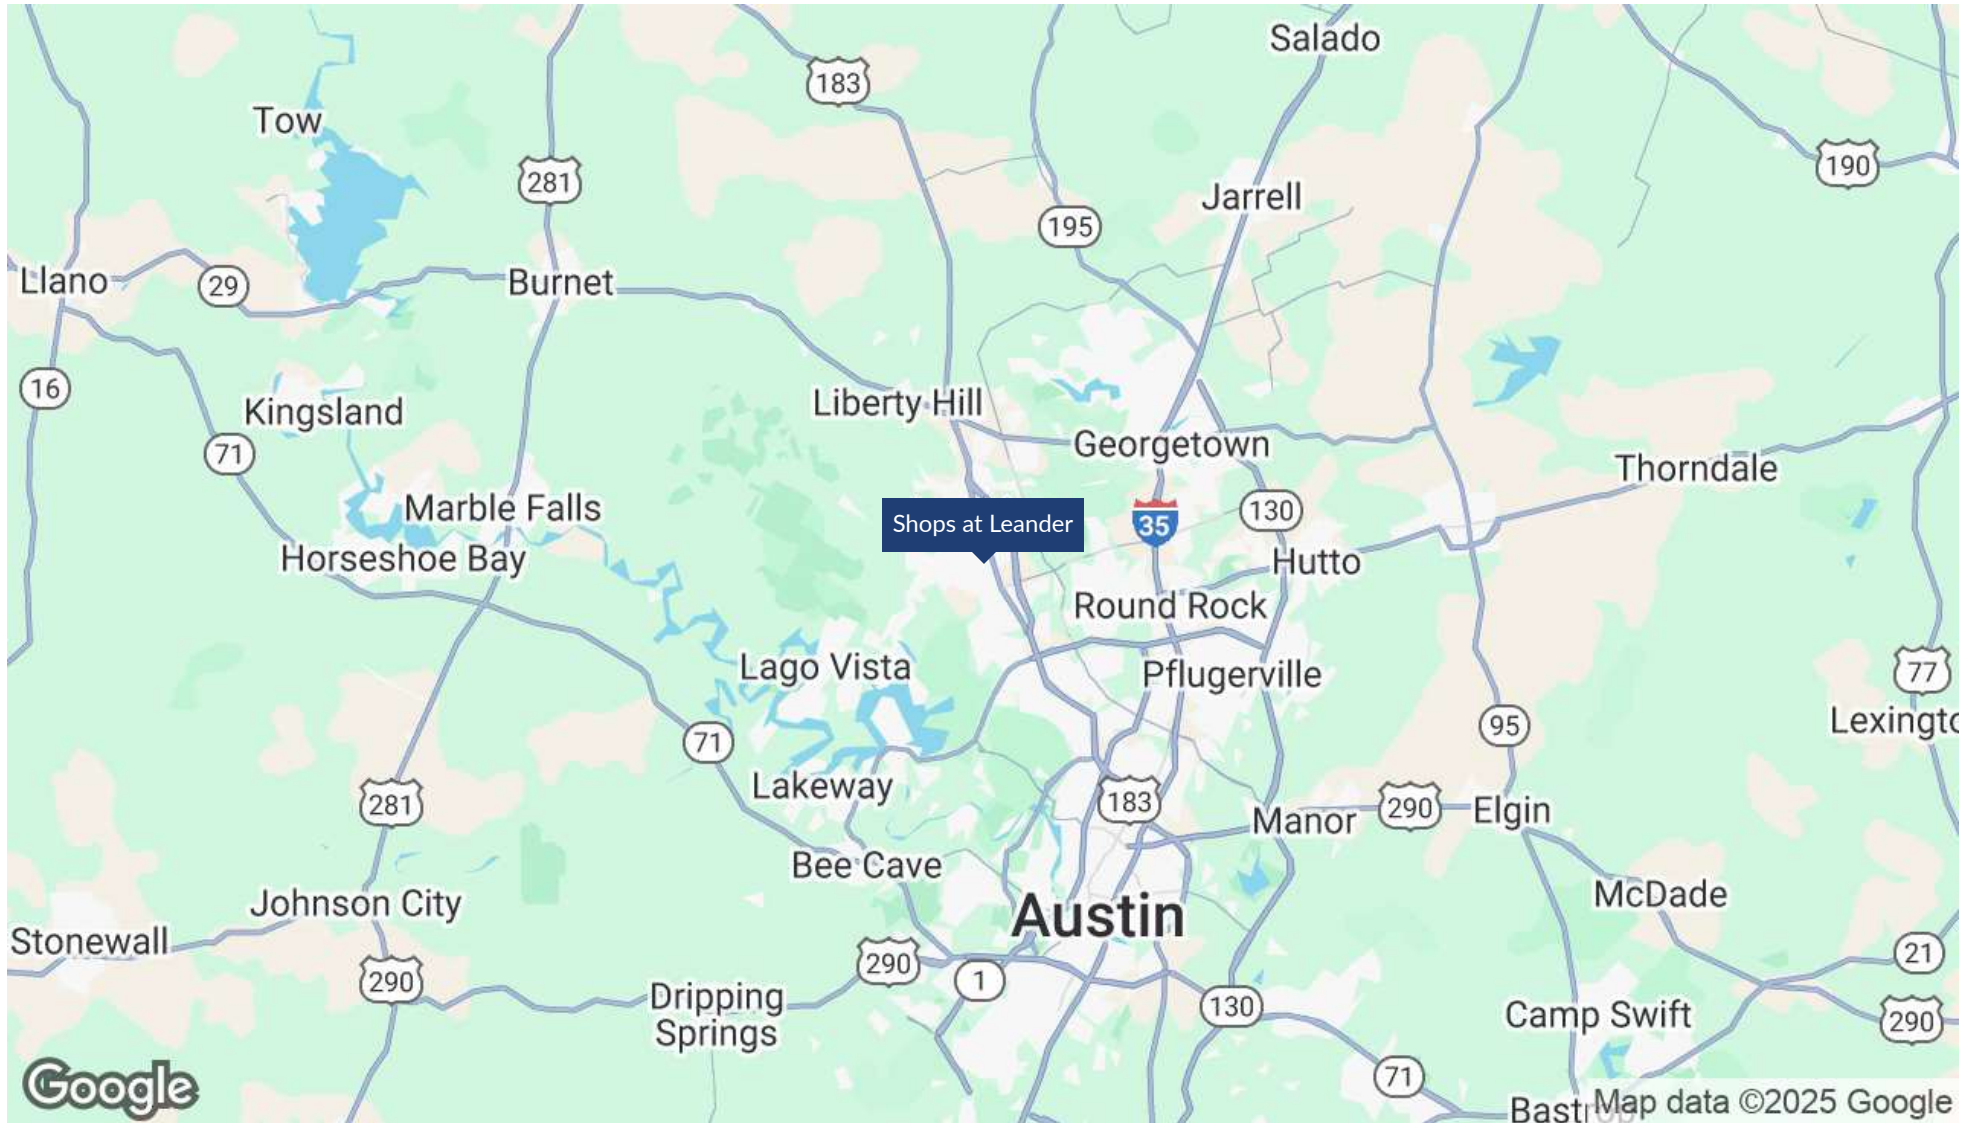 Salado
183
Tow
190
281
Jarrell
195
Llano
29
Burnet
16
Kingsland
Liberty Hill
71
Georgetown
Thorndale
Marble Falls
Shops at Leander
35
130
Horseshoe Bay
Hutto
Round Rock
Lago Vista
Pflugerville
77
Lexingto
95
71
Lakeway
183
281
290
Elgin
Manor
Bee Cave
McDade
Johnson City
Austin
Stonewall
290
21
290
1
Dripping
Springs
130
Camp Swift
290
71
Google
Bastrop
Map data ©2025 Google